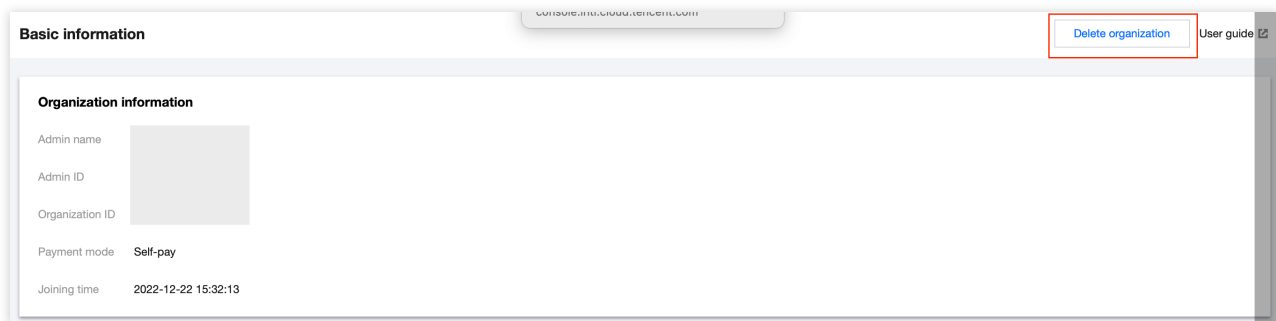 console.intl.cloud.tencent.com
Basic information
Delete organization
User guide
Organization information
Admin name
Admin ID
Organization ID
Payment mode Self-pay
Joining time 2022-12-22 15:32:13